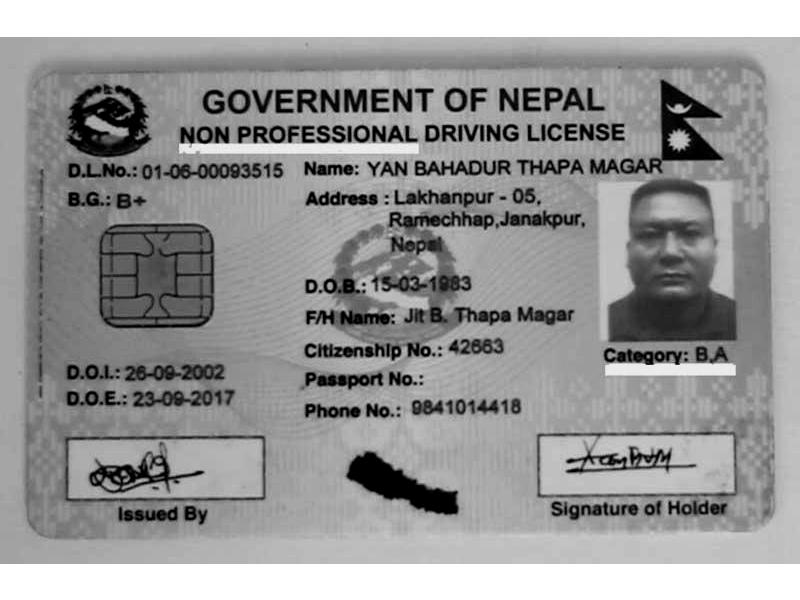 GOVERNMENT OF NEPAL
NON PROFESSIONAL DRIVING LICENSE
D.L.No.: 01-06-00093515
Name: YAN BAHADUR THAPA MAGAR
B.G.: B+
Address : Lakhanpur - 05,
Ramechhap,Janakpur,
Nepal
D.O.B.: 15-03-1983
F/H Name: Jit B. Thapa Magar
Citizenship No.: 42663
Category: B,A
D.O.I.: 26-09-2002
Passport No.:
D.O.E.: 23-09-2017
Phone No.: 9841014418
Issued By
Signature of Holder